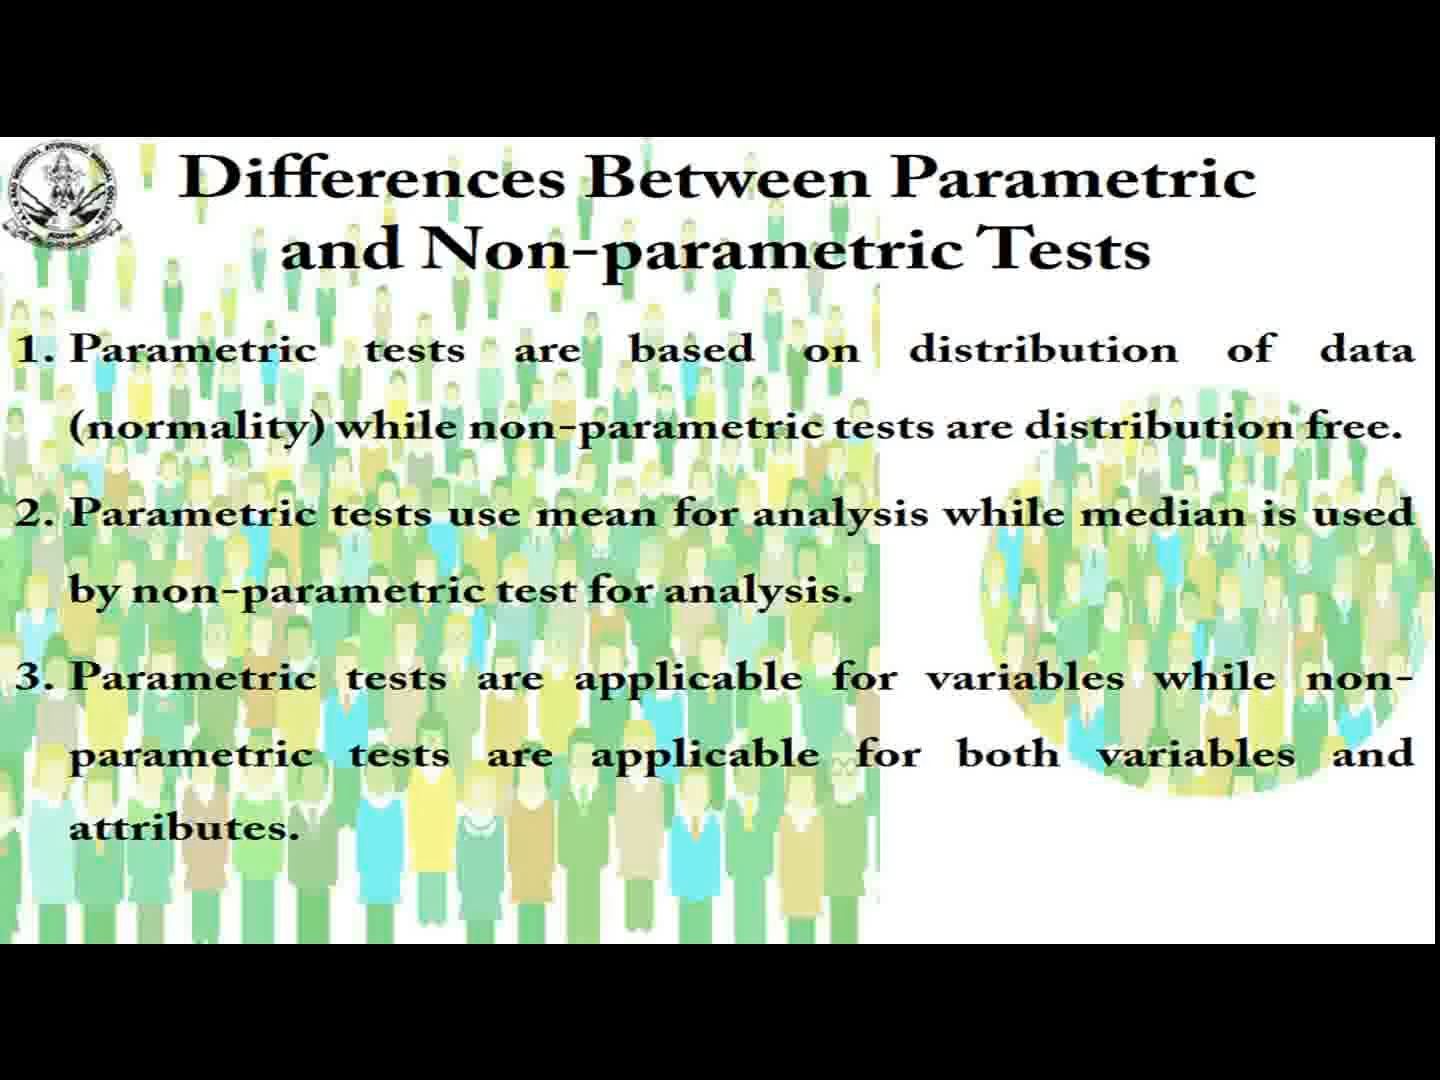 Differences Between Parametric
and Non-parametric Tests
1. Parametric tests are based on distribution of data
(normality) while non-parametric tests are distribution free.
2. Parametric tests use mean for analysis while median is used
by non-parametric test for analysis.
3. Parametric tests are applicable for variables while non-
parametric tests are applicable for both variables and
attributes.